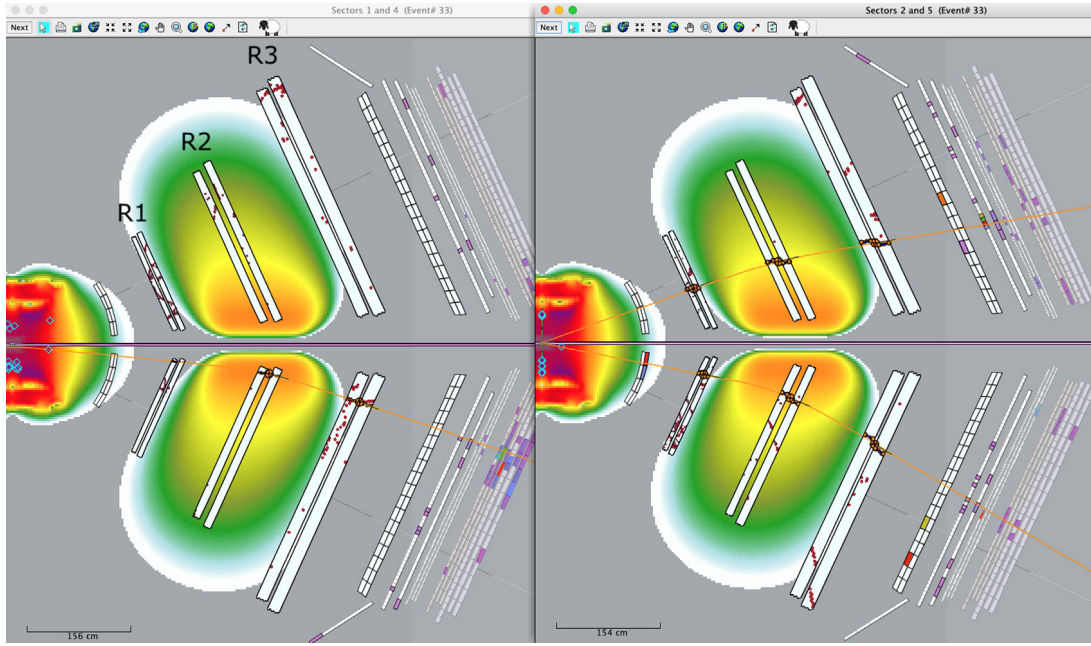 Sectors 1 and 4 (Event# 33)
Next
R3
R2
R1
156 cm
Sectors 2 and 5 (Event# 33)
Next
154 cm